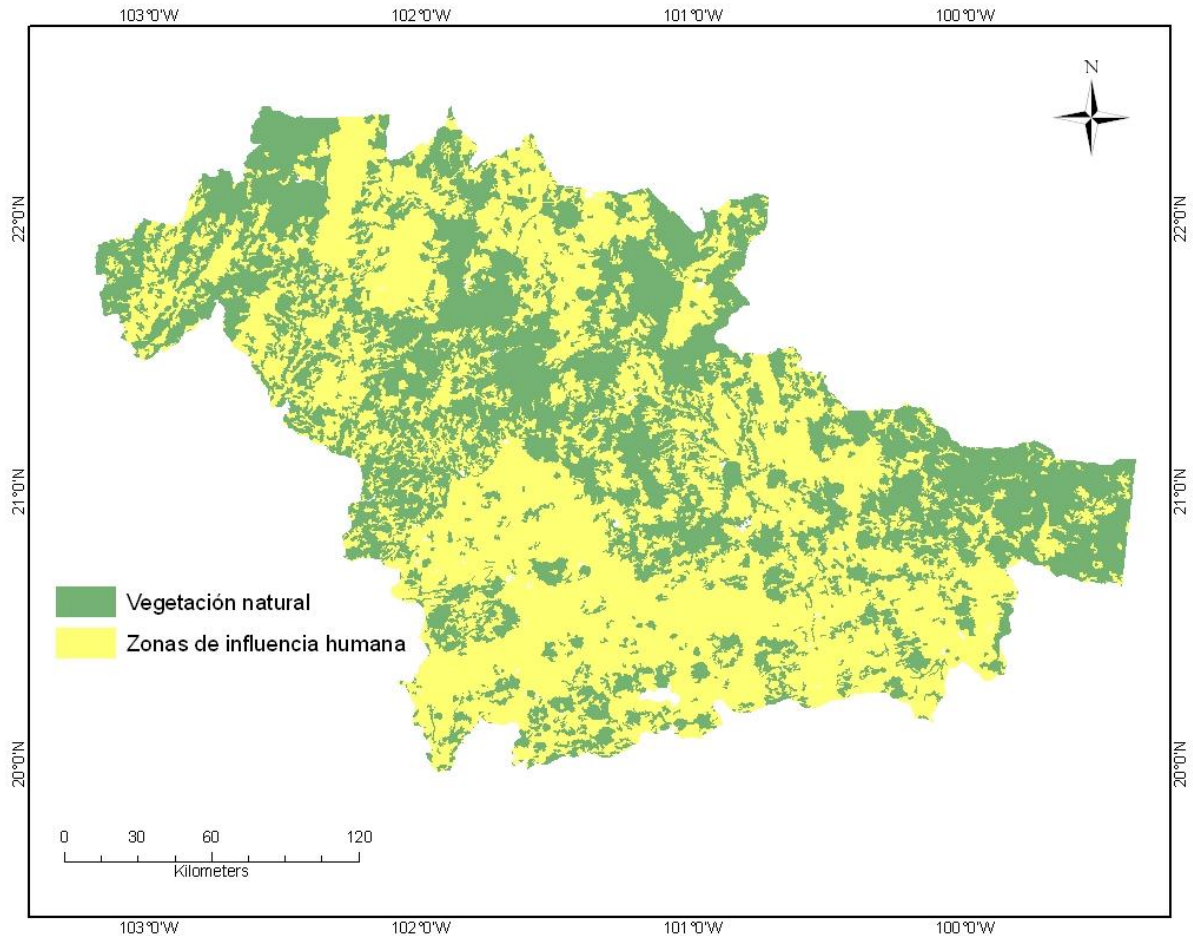 103°0'W 102°0'W 101°0'W 100°0'W
N
22°0'N 22°0'N
21°0'N 21°0'N
Vegetación natural
Zonas de influencia humana
20°0'N 20°0'N
0 30 60 120
Kilometers
103°0'W 102°0'W 101°0'W 100°0'W